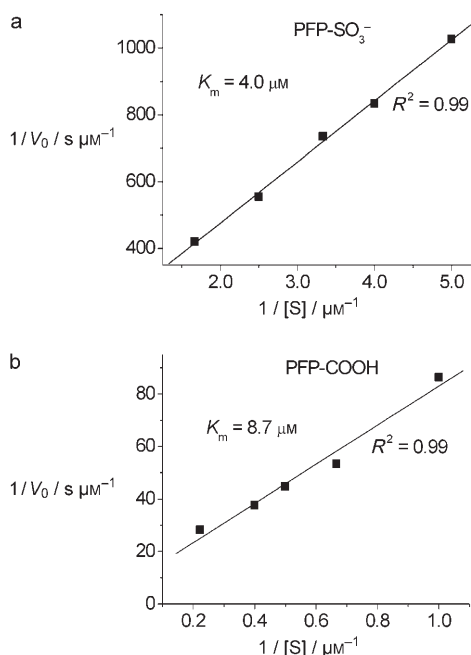 a
PFP-SO₃⁻
Kₘ = 4.0 μM
R² = 0.99
1 / V₀ / s μM⁻¹
1000
800
600
400
2.0 3.0 4.0 5.0
1 / [S] / μM⁻¹
b
PFP-COOH
Kₘ = 8.7 μM
R² = 0.99
1 / V₀ / s μM⁻¹
80
60
40
20
0
0.2 0.4 0.6 0.8 1.0
1 / [S] / μM⁻¹